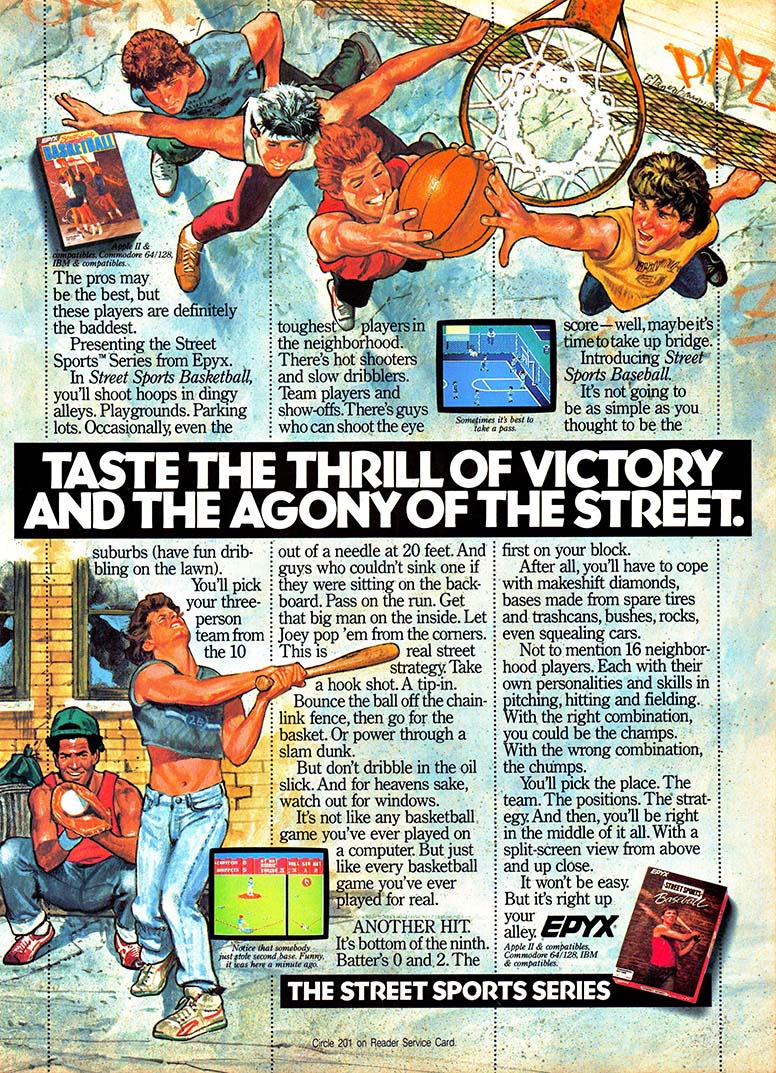 EPYX
BASKETBALL
Apple II &
compatibles, Commodore 64/128,
IBM & compatibles.
The pros may
be the best, but
these players are definitely
the baddest.
Presenting the Street
Sports™ Series from Epyx.
In Street Sports Basketball,
you'll shoot hoops in dingy
alleys. Playgrounds. Parking
lots. Occasionally, even the
TASTE THE THRILL OF VICTORY
AND THE AGONY OF THE STREET.
suburbs (have fun drib-
bling on the lawn).
You'll pick
your three-
person
team from
the 10
toughest players in
the neighborhood.
There's hot shooters
and slow dribblers.
Team players and
show-offs. There's guys
who can shoot the eye
out of a needle at 20 feet. And
guys who couldn't sink one if
they were sitting on the back-
board. Pass on the run. Get
that big man on the inside. Let
Joey pop 'em from the corners.
This is real street
strategy. Take
a hook shot. A tip-in.
Bounce the ball off the chain-
link fence, then go for the
basket. Or power through a
slam dunk.
But don't dribble in the oil
slick. And for heavens sake,
watch out for windows.
It's not like any basketball
game you've ever played on
a computer. But just
like every basketball
game you've ever
played for real.
ANOTHER HIT.
It's bottom of the ninth.
Batter's 0 and 2. The
Sometimes it's best to
take a pass.
score—well, maybe it's
time to take up bridge.
Introducing Street
Sports Baseball.
It's not going to
be as simple as you
thought to be the
first on your block.
After all, you'll have to cope
with makeshift diamonds,
bases made from spare tires
and trashcans, bushes, rocks,
even squealing cars.
Not to mention 16 neighbor-
hood players. Each with their
own personalities and skills in
pitching, hitting and fielding.
With the right combination,
you could be the champs.
With the wrong combination,
the chumps.
You'll pick the place. The
team. The positions. The strat-
egy. And then, you'll be right
in the middle of it all. With a
split-screen view from above
and up close.
It won't be easy.
But it's right up
your
alley. EPYX
Apple II & compatibles,
Commodore 64/128, IBM
& compatibles.
EPYX
STREET SPORTS
Baseball
Notice that somebody
just stole second base. Funny,
it was here a minute ago.
THE STREET SPORTS SERIES
Circle 201 on Reader Service Card.